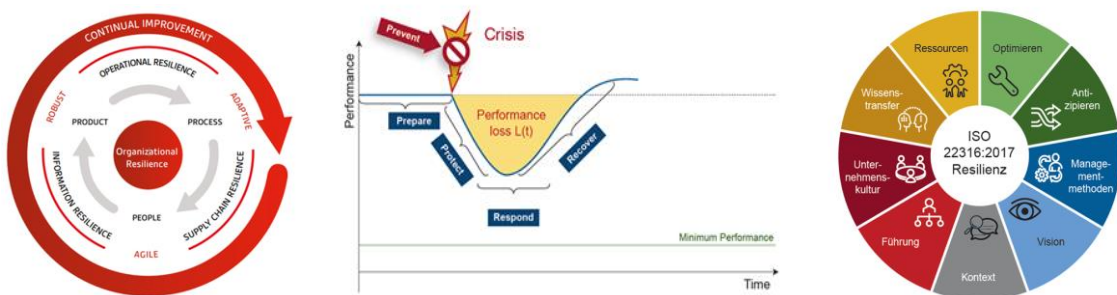 CONTINUAL IMPROVEMENT
OPERATIONAL RESILIENCE
ROBUST
ADAPTIVE
PRODUCT
PROCESS
Organizational
Resilience
INFORMATION RESILIENCE
SUPPLY CHAIN RESILIENCE
PEOPLE
AGILE
Prevent
Crisis
Performance
Prepare
Performance
loss L(t)
Protect
Recover
Respond
Minimum Performance
Time
Ressourcen
Optimieren
Wissens-
transfer
Anti-
zipieren
ISO
22316:2017
Resilienz
Unter-
nehmens-
kultur
Manage-
ment-
methoden
Führung
Vision
Kontext